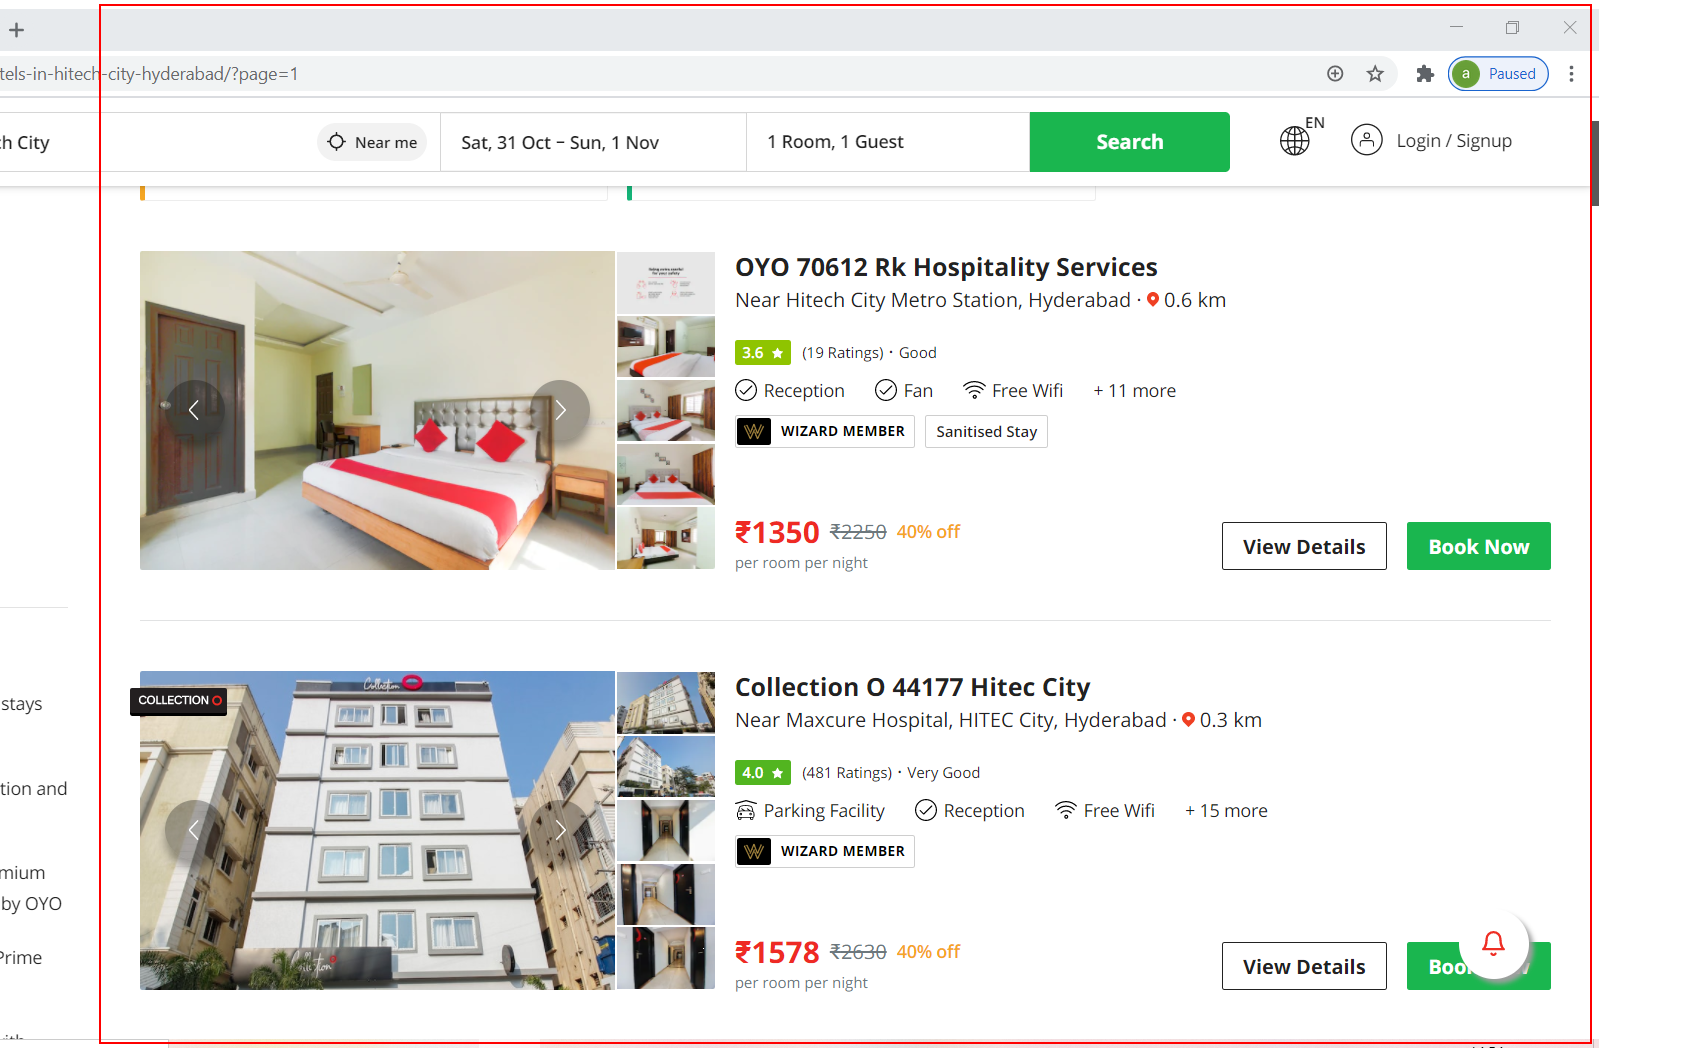 tels-in-hitech-city-hyderabad/?page=1
a Paused
ch City
Near me
Sat, 31 Oct – Sun, 1 Nov
1 Room, 1 Guest
Search
EN
Login / Signup
OYO 70612 Rk Hospitality Services
Near Hitech City Metro Station, Hyderabad · 0.6 km
3.6 (19 Ratings) · Good
Reception Fan Free Wifi + 11 more
W WIZARD MEMBER Sanitised Stay
₹1350 ₹2250 40% off
per room per night
View Details
Book Now
COLLECTION O
Collection O
Collection O
Collection O 44177 Hitec City
Near Maxcure Hospital, HITEC City, Hyderabad · 0.3 km
4.0 (481 Ratings) · Very Good
Parking Facility Reception Free Wifi + 15 more
W WIZARD MEMBER
₹1578 ₹2630 40% off
per room per night
View Details
stays
tion and
mium
by OYO
Prime